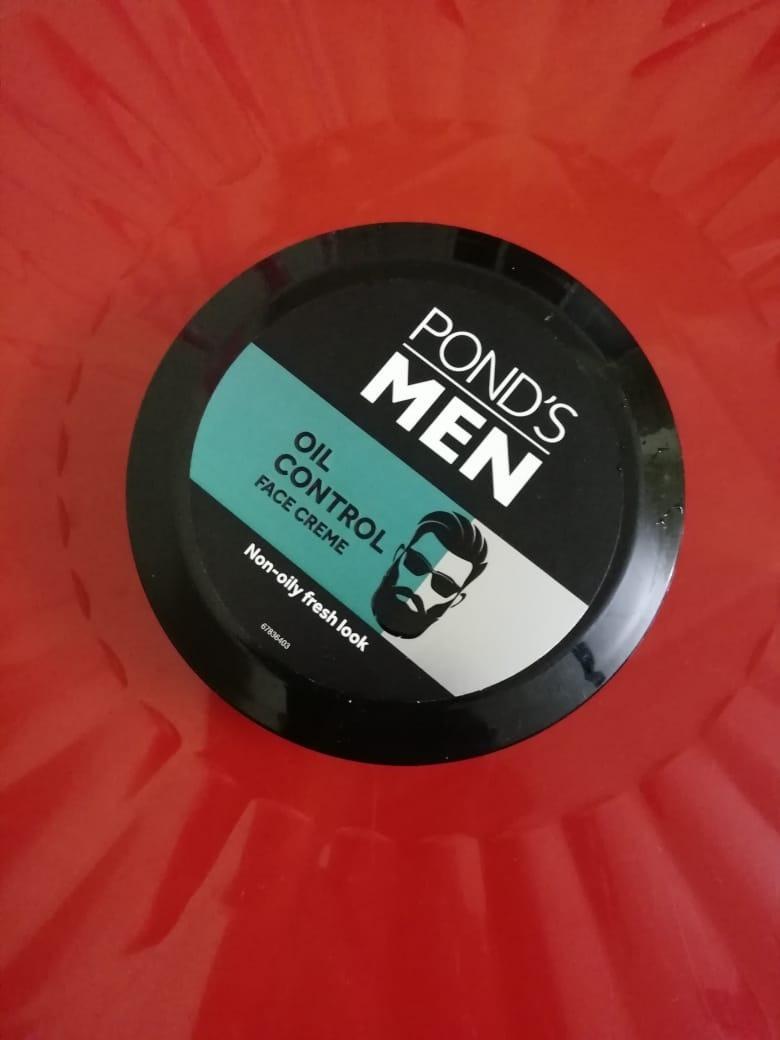 POND'S
MEN
OIL
CONTROL
FACE CREME
Non-oily fresh look
67836403